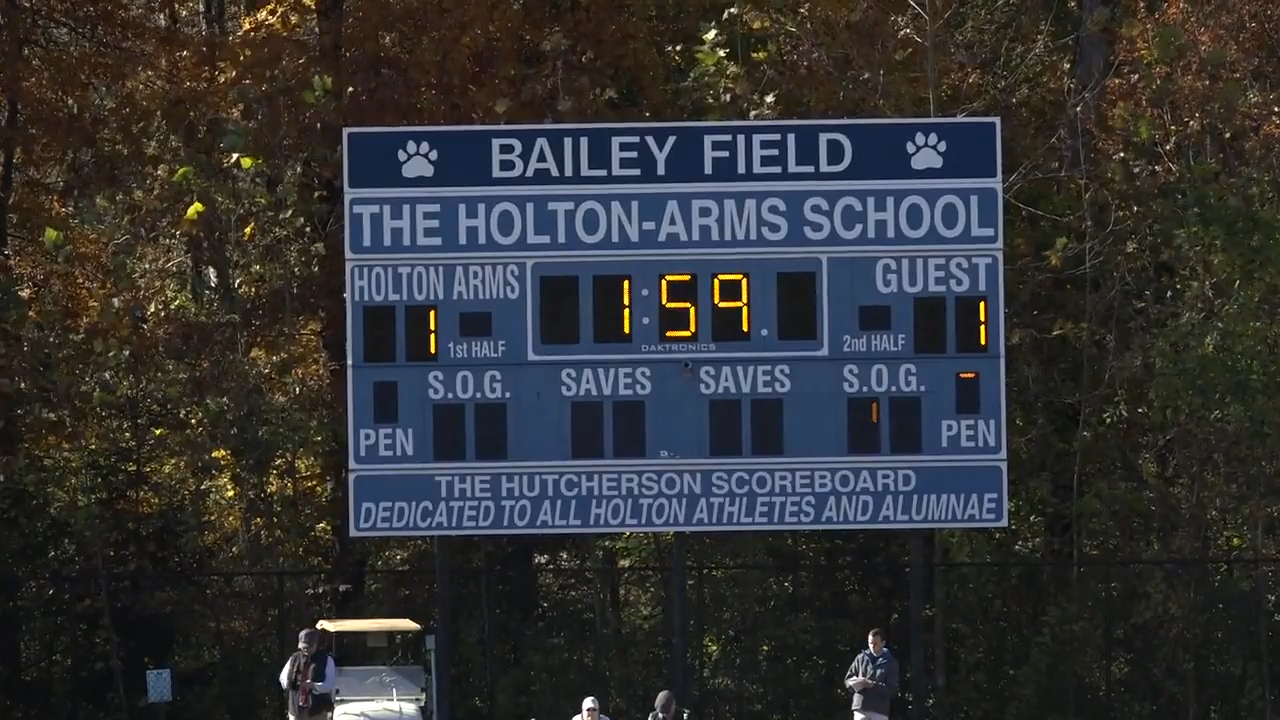 BAILEY FIELD
THE HOLTON-ARMS SCHOOL
HOLTON ARMS 1:59 GUEST
1 1st HALF DAKTRONICS 2nd HALF 1
S.O.G. SAVES SAVES S.O.G.
PEN 1 PEN
THE HUTCHERSON SCOREBOARD
DEDICATED TO ALL HOLTON ATHLETES AND ALUMNAE